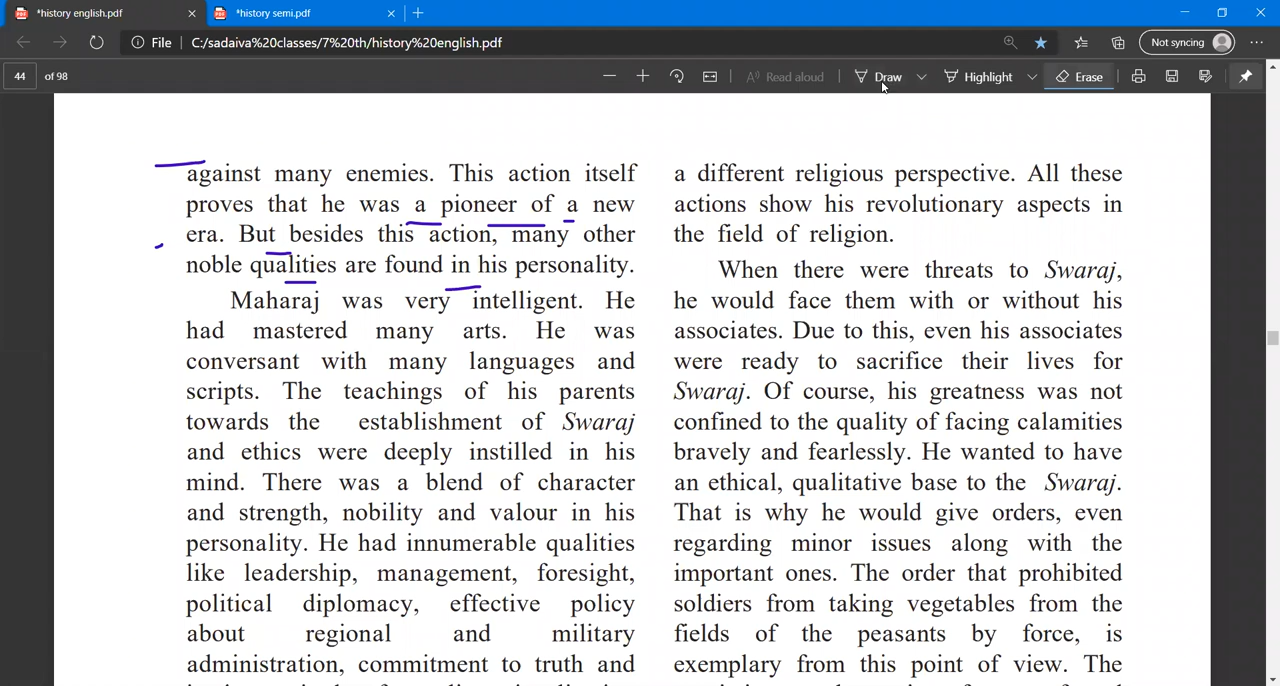 *history english.pdf
*history semi.pdf
File
C:/sadaiva%20classes/7%20th/history%20english.pdf
Not syncing
44 of 98
Read aloud
Draw
Highlight
Erase
against many enemies. This action itself
proves that he was a pioneer of a new
era. But besides this action, many other
noble qualities are found in his personality.
Maharaj was very intelligent. He
had mastered many arts. He was
conversant with many languages and
scripts. The teachings of his parents
towards the establishment of Swaraj
and ethics were deeply instilled in his
mind. There was a blend of character
and strength, nobility and valour in his
personality. He had innumerable qualities
like leadership, management, foresight,
political diplomacy, effective policy
about regional and military
administration, commitment to truth and
a different religious perspective. All these
actions show his revolutionary aspects in
the field of religion.
When there were threats to Swaraj,
he would face them with or without his
associates. Due to this, even his associates
were ready to sacrifice their lives for
Swaraj. Of course, his greatness was not
confined to the quality of facing calamities
bravely and fearlessly. He wanted to have
an ethical, qualitative base to the Swaraj.
That is why he would give orders, even
regarding minor issues along with the
important ones. The order that prohibited
soldiers from taking vegetables from the
fields of the peasants by force, is
exemplary from this point of view. The